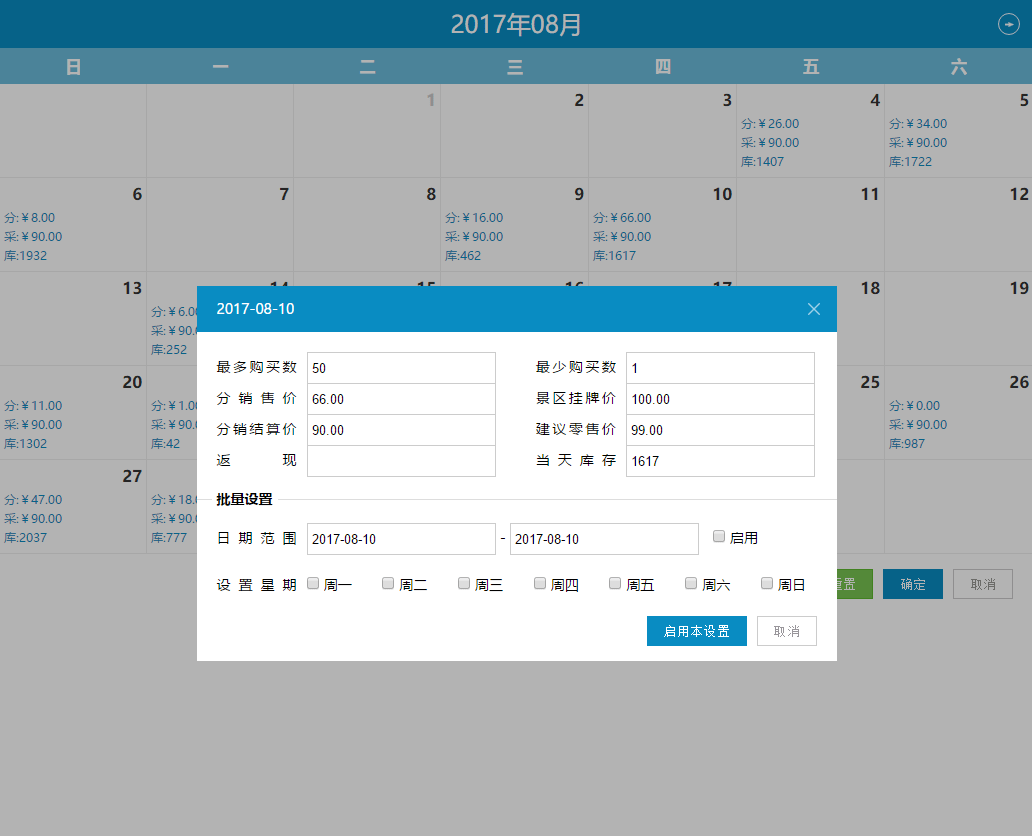 2017年08月
日 一 二 三 四 五 六
1 2 3 4 5
分:¥26.00 分:¥34.00
采:¥90.00 采:¥90.00
库:1407 库:1722
6 7 8 9 10 11 12
分:¥8.00 分:¥16.00 分:¥66.00
采:¥90.00 采:¥90.00 采:¥90.00
库:1932 库:462 库:1617
13 14 15 16 17 18 19
分:¥6.00
采:¥90.
库:252
2017-08-10
最多购买数 50 最少购买数 1
分销售价 66.00 景区挂牌价 100.00
分销结算价 90.00 建议零售价 99.00
返现 当天库存 1617
批量设置
日期范围 2017-08-10 - 2017-08-10 启用
设置星期 周一 周二 周三 周四 周五 周六 周日
启用本设置 取消
20 25 26
分:¥11.00 分:¥1.00 分:¥0.00
采:¥90.00 采:¥90. 采:¥90.00
库:1302 库:42 库:987
27
分:¥47.00 分:¥18.
采:¥90.00 采:¥90.
库:2037 库:777
置 确定 取消